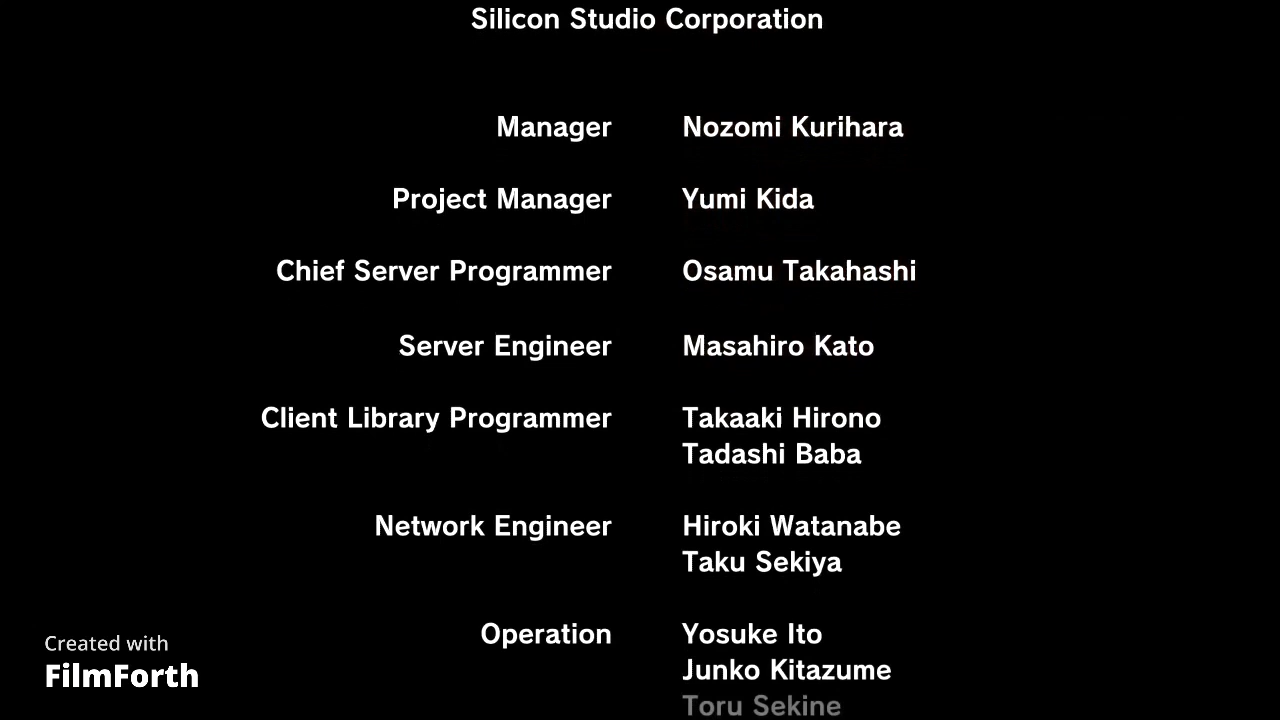 Silicon Studio Corporation
Manager Nozomi Kurihara
Project Manager Yumi Kida
Chief Server Programmer Osamu Takahashi
Server Engineer Masahiro Kato
Client Library Programmer Takaaki Hirono
Tadashi Baba
Network Engineer Hiroki Watanabe
Taku Sekiya
Operation Yosuke Ito
Junko Kitazume
Toru Sekine
Created with
FilmForth